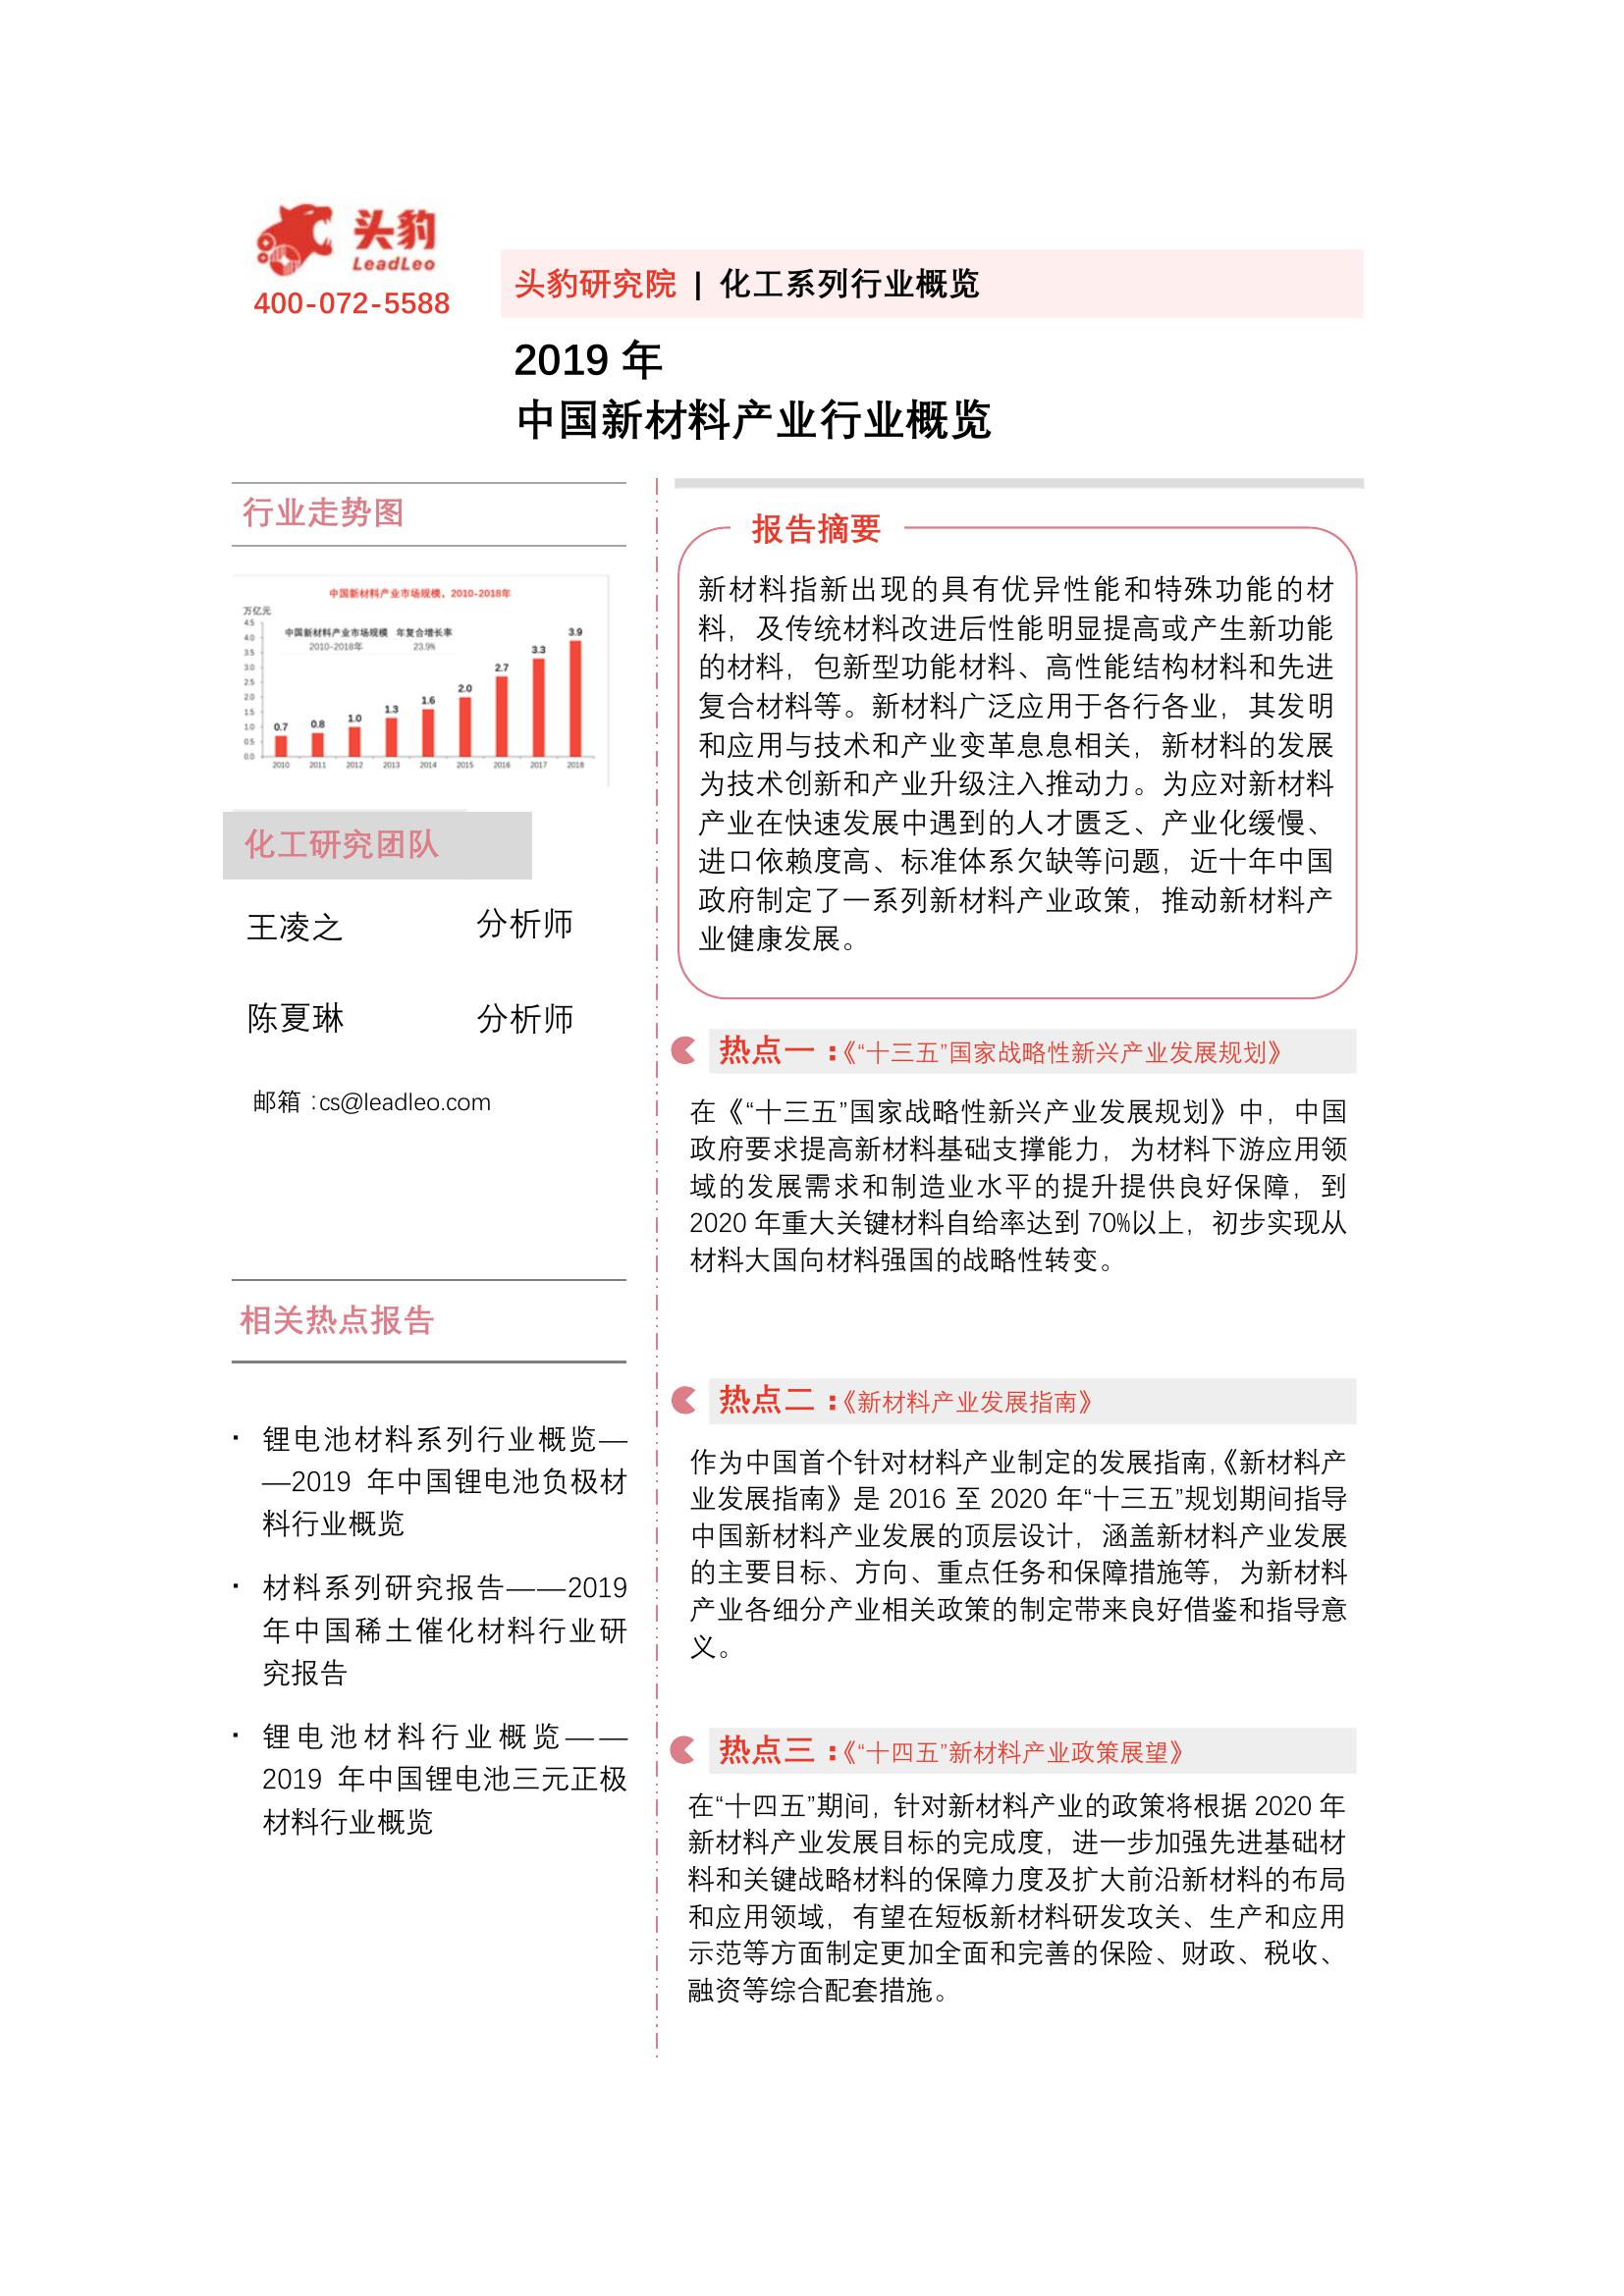 头豹
LeadLeo
400-072-5588
头豹研究院 | 化工系列行业概览
2019 年
中国新材料产业行业概览
行业走势图
中国新材料产业市场规模，2010-2018年
万亿元
中国新材料产业市场规模 年复合增长率
2010-2018年 23.9%
4.5
4.0
3.5
3.0
2.5
2.0
1.5
1.0
0.5
0.0
0.7 0.8 1.0 1.3 1.6 2.0 2.7 3.3 3.9
2010 2011 2012 2013 2014 2015 2016 2017 2018
化工研究团队
王凌之 分析师
陈夏琳 分析师
邮箱：cs@leadleo.com
相关热点报告
· 锂电池材料系列行业概览—
—2019 年中国锂电池负极材
料行业概览
· 材料系列研究报告——2019
年中国稀土催化材料行业研
究报告
· 锂电池材料行业概览——
2019 年中国锂电池三元正极
材料行业概览
报告摘要
新材料指新出现的具有优异性能和特殊功能的材
料，及传统材料改进后性能明显提高或产生新功能
的材料，包新型功能材料、高性能结构材料和先进
复合材料等。新材料广泛应用于各行各业，其发明
和应用与技术和产业变革息息相关，新材料的发展
为技术创新和产业升级注入推动力。为应对新材料
产业在快速发展中遇到的人才匮乏、产业化缓慢、
进口依赖度高、标准体系欠缺等问题，近十年中国
政府制定了一系列新材料产业政策，推动新材料产
业健康发展。
热点一：《“十三五”国家战略性新兴产业发展规划》
在《“十三五”国家战略性新兴产业发展规划》中，中国
政府要求提高新材料基础支撑能力，为材料下游应用领
域的发展需求和制造业水平的提升提供良好保障，到
2020 年重大关键材料自给率达到 70%以上，初步实现从
材料大国向材料强国的战略性转变。
热点二：《新材料产业发展指南》
作为中国首个针对材料产业制定的发展指南，《新材料产
业发展指南》是 2016 至 2020 年“十三五”规划期间指导
中国新材料产业发展的顶层设计，涵盖新材料产业发展
的主要目标、方向、重点任务和保障措施等，为新材料
产业各细分产业相关政策的制定带来良好借鉴和指导意
义。
热点三：《“十四五”新材料产业政策展望》
在“十四五”期间，针对新材料产业的政策将根据 2020 年
新材料产业发展目标的完成度，进一步加强先进基础材
料和关键战略材料的保障力度及扩大前沿新材料的布局
和应用领域，有望在短板新材料研发攻关、生产和应用
示范等方面制定更加全面和完善的保险、财政、税收、
融资等综合配套措施。